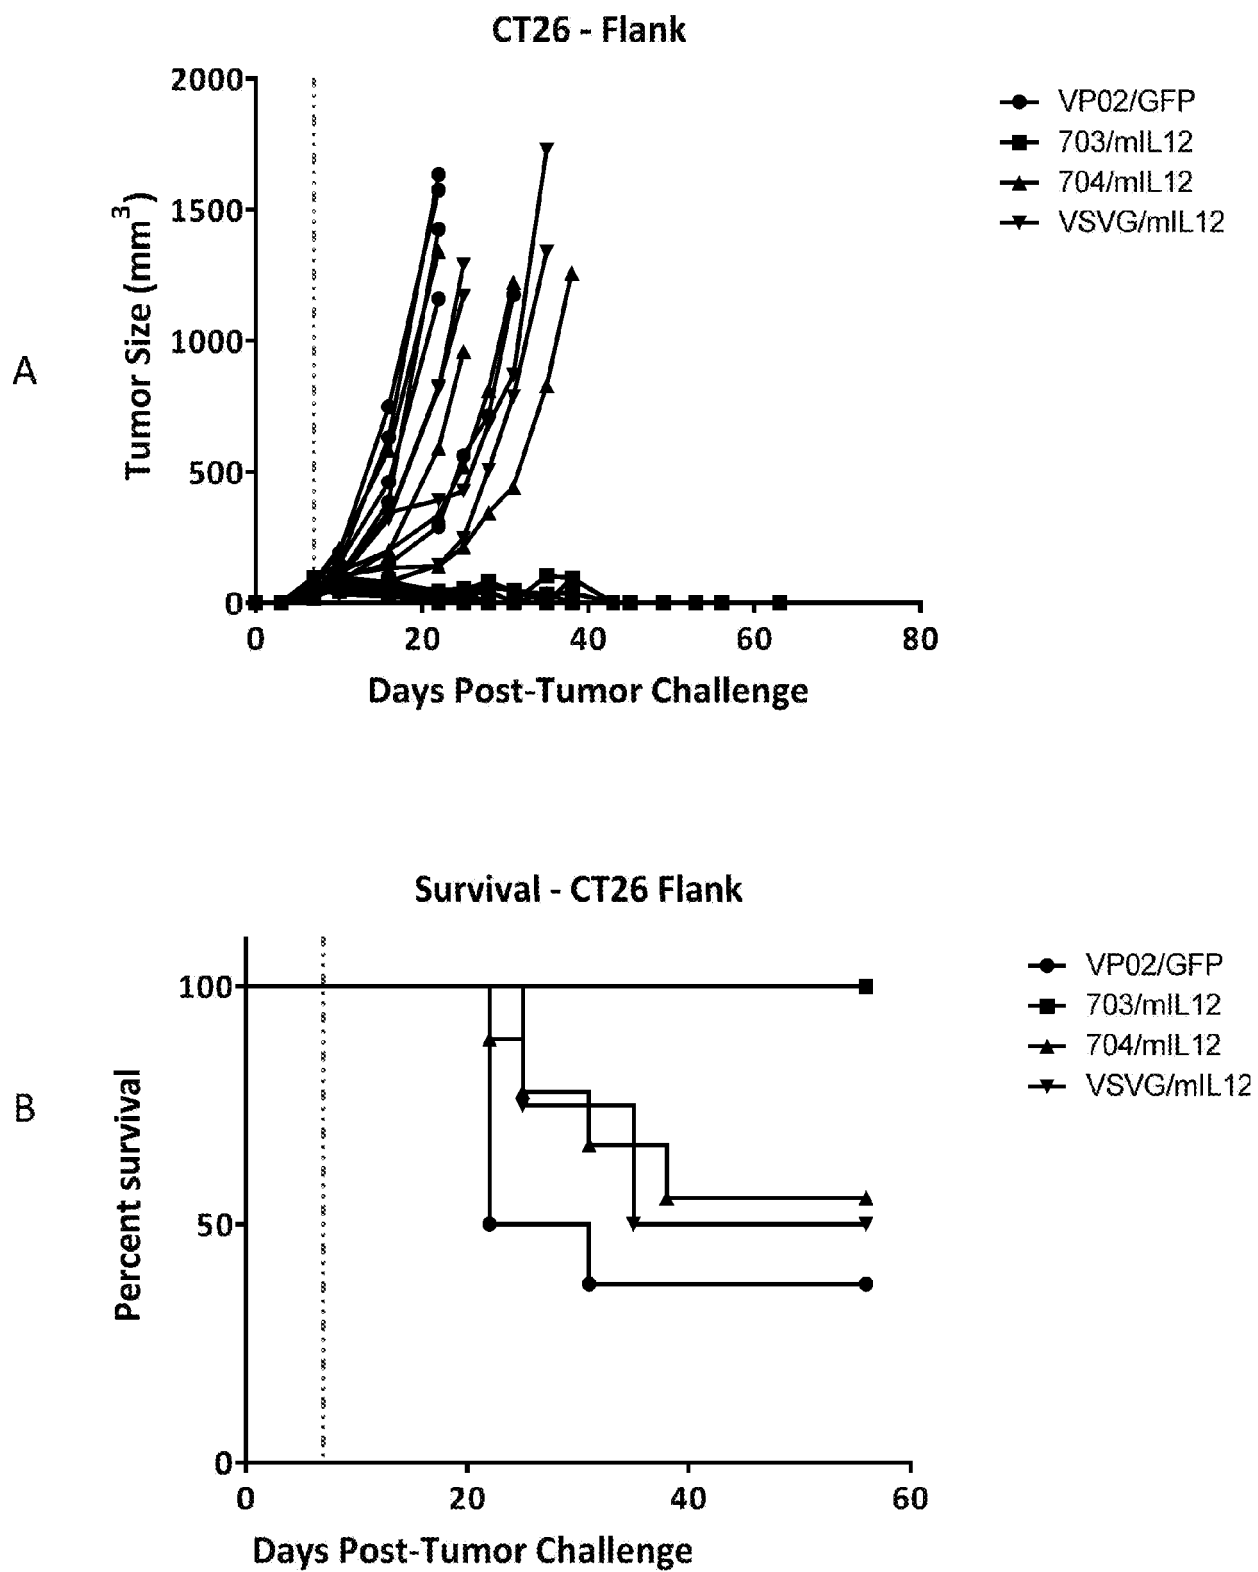 CT26 - Flank
2000
1500
1000
500
0
Tumor Size (mm³)
0 20 40 60 80
Days Post-Tumor Challenge
VP02/GFP
703/mIL12
704/mIL12
VSVG/mIL12
A
Survival - CT26 Flank
100
50
0
Percent survival
0 20 40 60
Days Post-Tumor Challenge
VP02/GFP
703/mIL12
704/mIL12
VSVG/mIL12
B